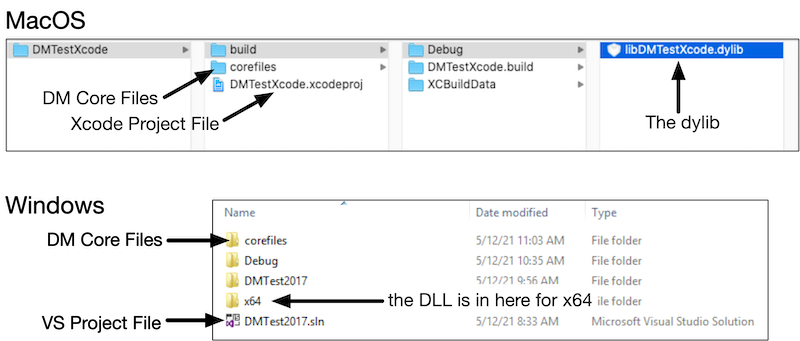 MacOS
DMTestXcode build Debug libDMTestXcode.dylib
corefiles DMTestXcode.build
DMTestXcode.xcodeproj XCBuildData
DM Core Files
Xcode Project File
The dylib
Windows
Name Date modified Type
DM Core Files corefiles 5/12/21 11:03 AM File folder
Debug 5/12/21 10:35 AM File folder
DMTest2017 5/12/21 9:56 AM File folder
x64 the DLL is in here for x64 ile folder
VS Project File DMTest2017.sln 5/12/21 8:33 AM Microsoft Visual Studio Solution